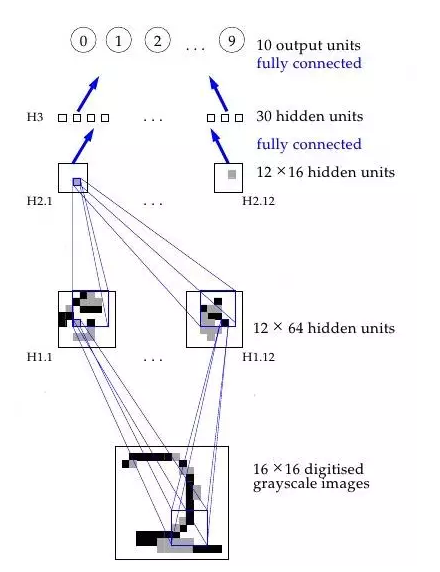 0 1 2 ... 9
10 output units
fully connected
H3 ... 30 hidden units
fully connected
12 × 16 hidden units
H2.1 ... H2.12
12 × 64 hidden units
H1.1 ... H1.12
16 × 16 digitised
grayscale images